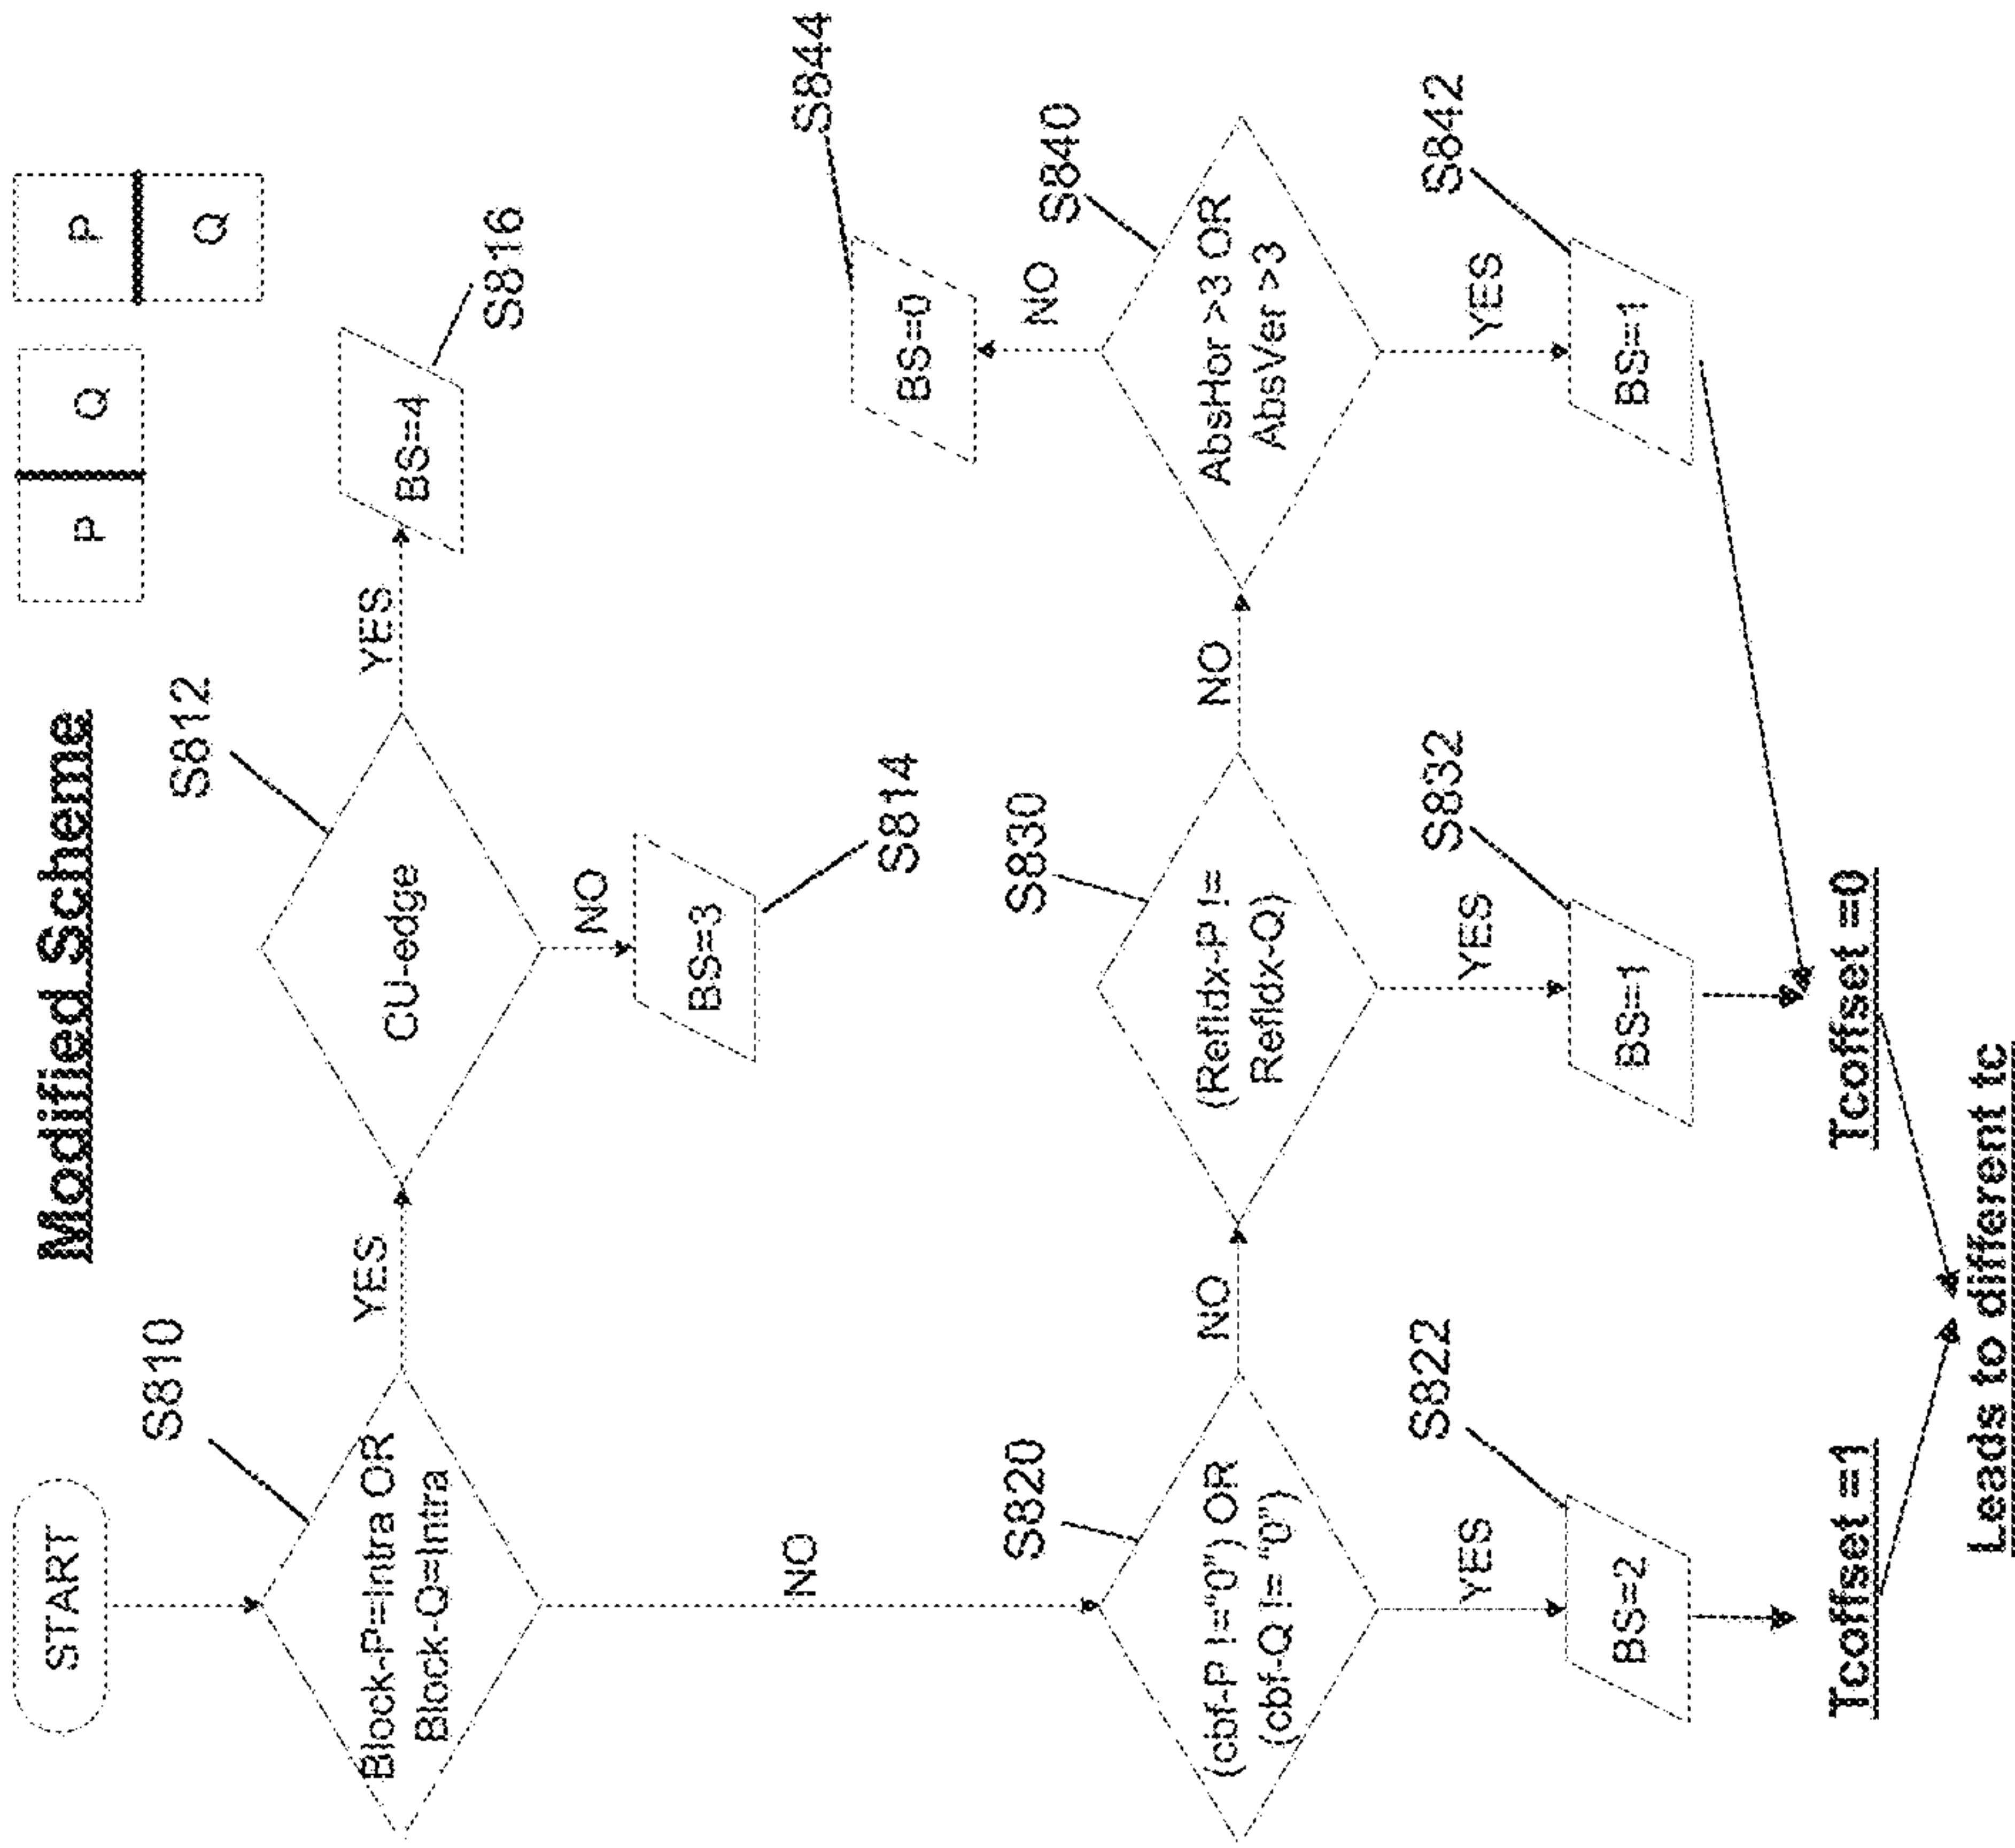 Modified Scheme
P
Q
P
Q
START
S810
Block-P=Intra OR
Block-Q=Intra
YES
S812
CU-edge
YES
BS=4
S816
NO
BS=3
S814
NO
S820
(cbf-P !="0") OR
(cbf-Q != "0")
NO
S830
(RefIdx-P !=
RefIdx-Q)
NO
S840
AbsHor >3 OR
AbsVer >3
NO
BS=0
S844
YES
BS=2
S822
YES
BS=1
S832
YES
BS=1
S842
Tcoffset =1
Tcoffset =0
Leads to different tc